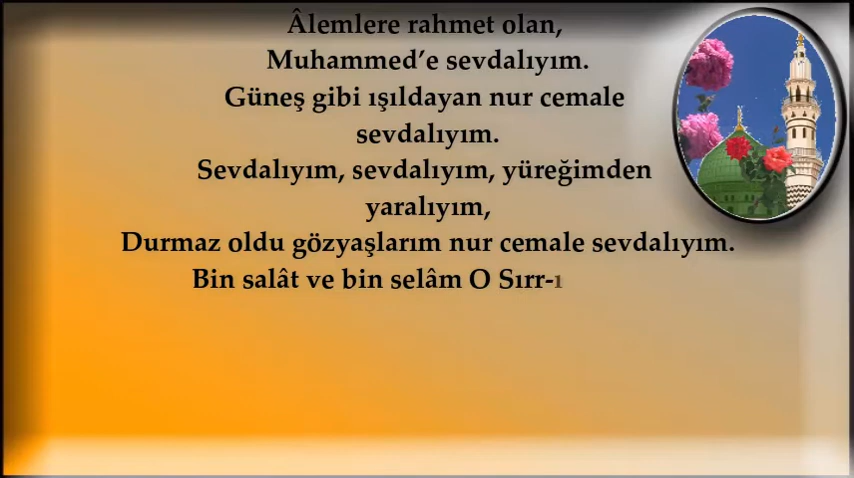 Âlemlere rahmet olan,
Muhammed’e sevdalıyım.
Güneş gibi ışıldayan nur cemale
sevdalıyım.
Sevdalıyım, sevdalıyım, yüreğimden
yaralıyım,
Durmaz oldu gözyaşlarım nur cemale sevdalıyım.
Bin salât ve bin selâm O Sırr-ı